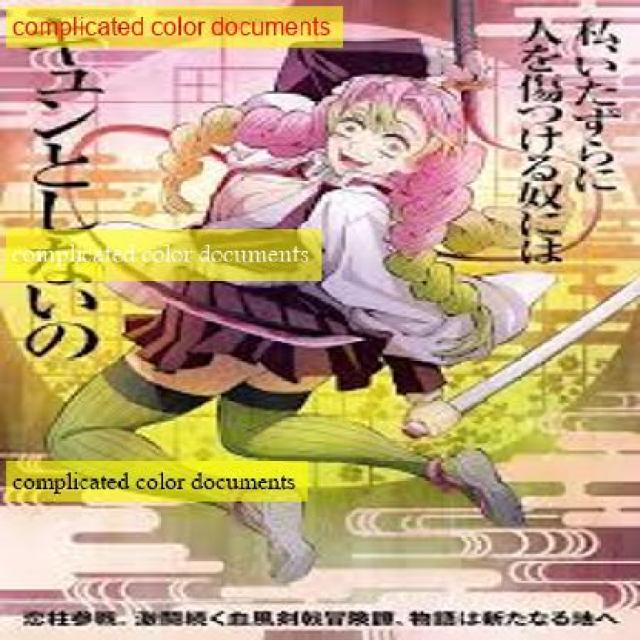 complicated color documents
私、いたずらに
人を傷つける奴には
キュンとしないの
complicated color documents
complicated color documents
恋柱参戦。激闘続く血風剣戟冒険譚、物語は新たなる地へ